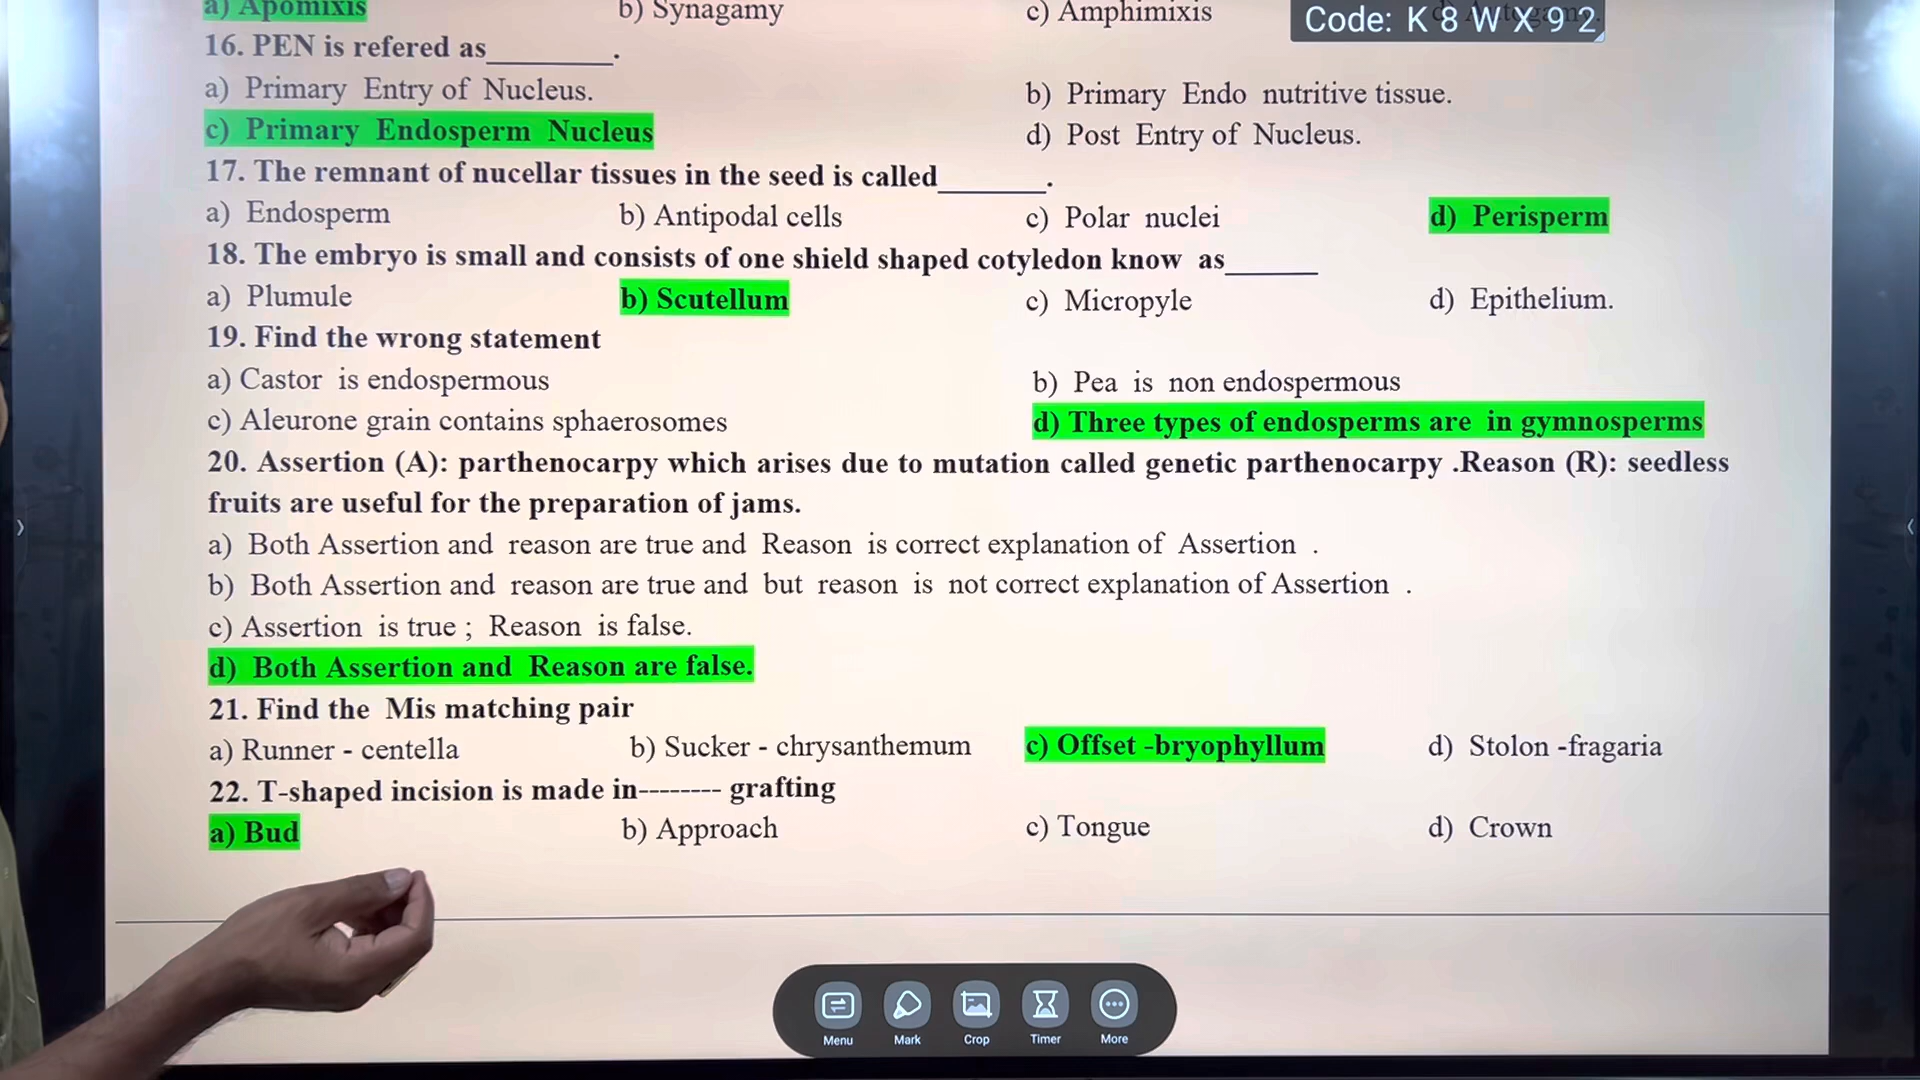 a) Apomixis b) Synagamy c) Amphimixis
Code: K 8 W X 9 2
16. PEN is refered as________.
a) Primary Entry of Nucleus. b) Primary Endo nutritive tissue.
c) Primary Endosperm Nucleus d) Post Entry of Nucleus.
17. The remnant of nucellar tissues in the seed is called_______.
a) Endosperm b) Antipodal cells c) Polar nuclei d) Perisperm
18. The embryo is small and consists of one shield shaped cotyledon know as______
a) Plumule b) Scutellum c) Micropyle d) Epithelium.
19. Find the wrong statement
a) Castor is endospermous b) Pea is non endospermous
c) Aleurone grain contains sphaerosomes d) Three types of endosperms are in gymnosperms
20. Assertion (A): parthenocarpy which arises due to mutation called genetic parthenocarpy .Reason (R): seedless
fruits are useful for the preparation of jams.
a) Both Assertion and reason are true and Reason is correct explanation of Assertion .
b) Both Assertion and reason are true and but reason is not correct explanation of Assertion .
c) Assertion is true ; Reason is false.
d) Both Assertion and Reason are false.
21. Find the Mis matching pair
a) Runner - centella b) Sucker - chrysanthemum c) Offset -bryophyllum d) Stolon -fragaria
22. T-shaped incision is made in-------- grafting
a) Bud b) Approach c) Tongue d) Crown
Menu Mark Crop Timer More